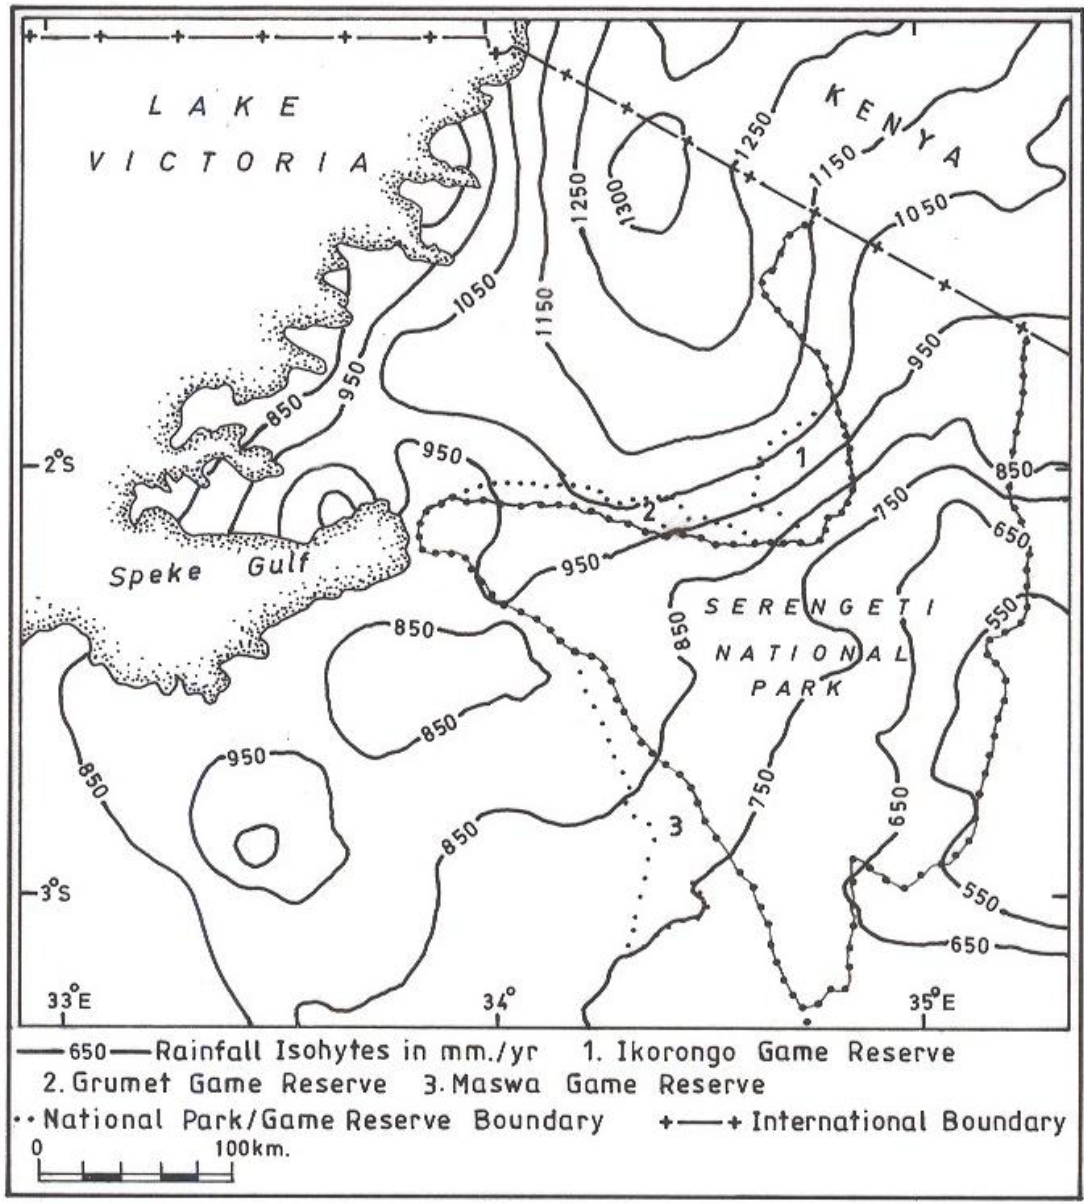 LAKE
VICTORIA
KENYA
1250
1150
1300
1250
1050
1050
1150
950
850
950
2°S
950
1
850
750
2
650
Speke Gulf
950
SERENGETI
550
850
850
NATIONAL
PARK
850
950
850
750
650
850
3
3°S
550
650
33°E
34°
35°E
650 Rainfall Isohytes in mm./yr 1. Ikorongo Game Reserve
2. Grumet Game Reserve 3. Maswa Game Reserve
National Park/Game Reserve Boundary International Boundary
0 100km.